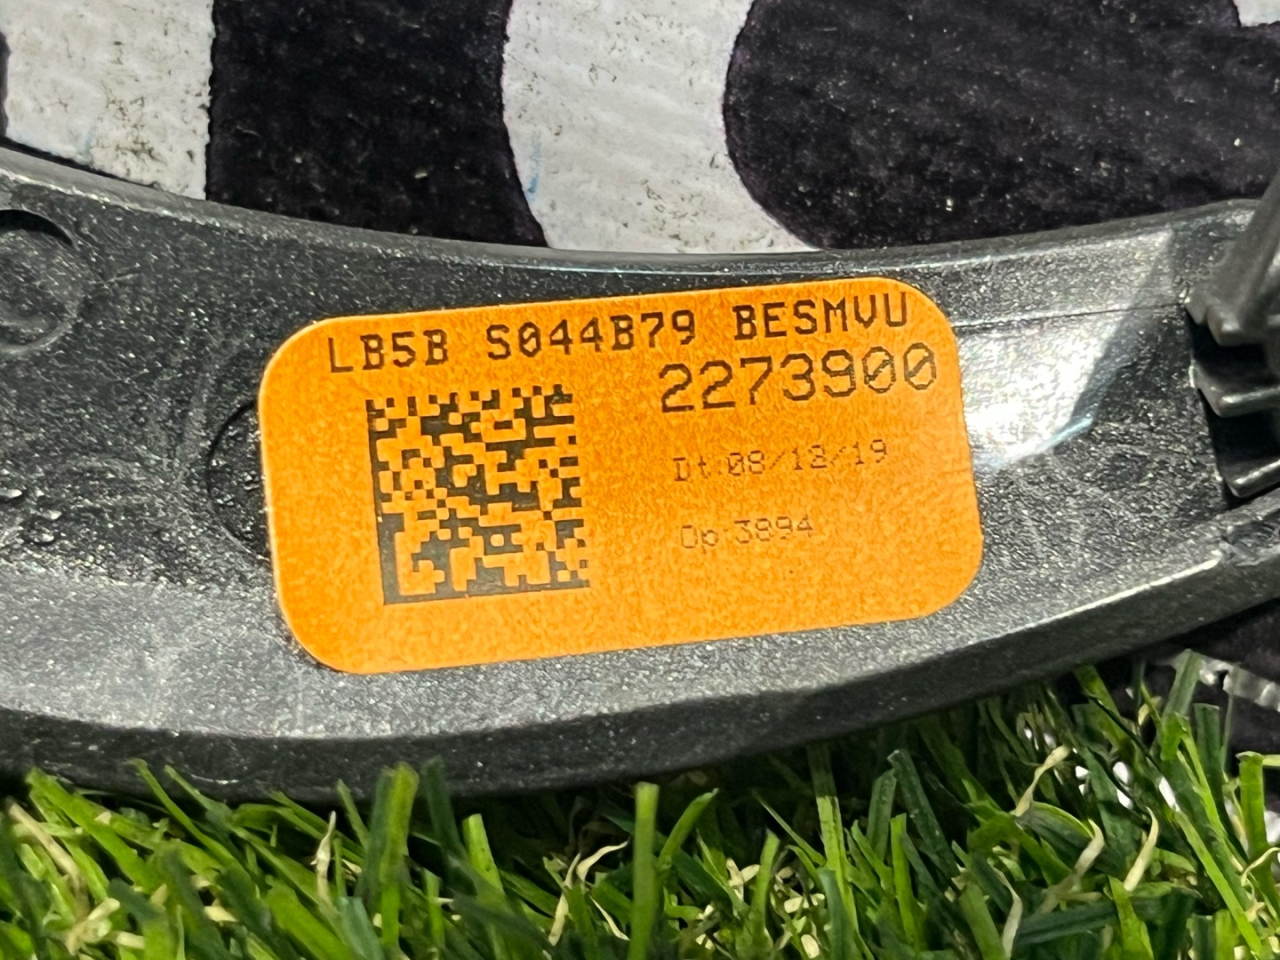 LB5B S044B79 BESMVU
2273900
Dt:08/12/19
Op:3894